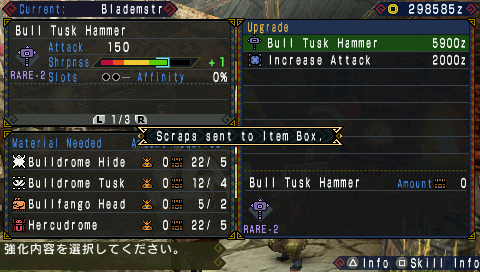 Current: Blademstr
298585z
Bull Tusk Hammer
Attack 150
Shrpnss +1
RARE-2
Slots Affinity 0%
L 1/3 R
Upgrade
Bull Tusk Hammer 5900z
Increase Attack 2000z
Scraps sent to Item Box.
Material Needed
Bulldrome Hide 0 22/ 5
Bulldrome Tusk 0 12/ 4
Bullfango Head 0 5/ 2
Hercudrome 0 22/ 5
Bull Tusk Hammer Amount 0
RARE-2
強化内容を選択してください。
Info Skill Info